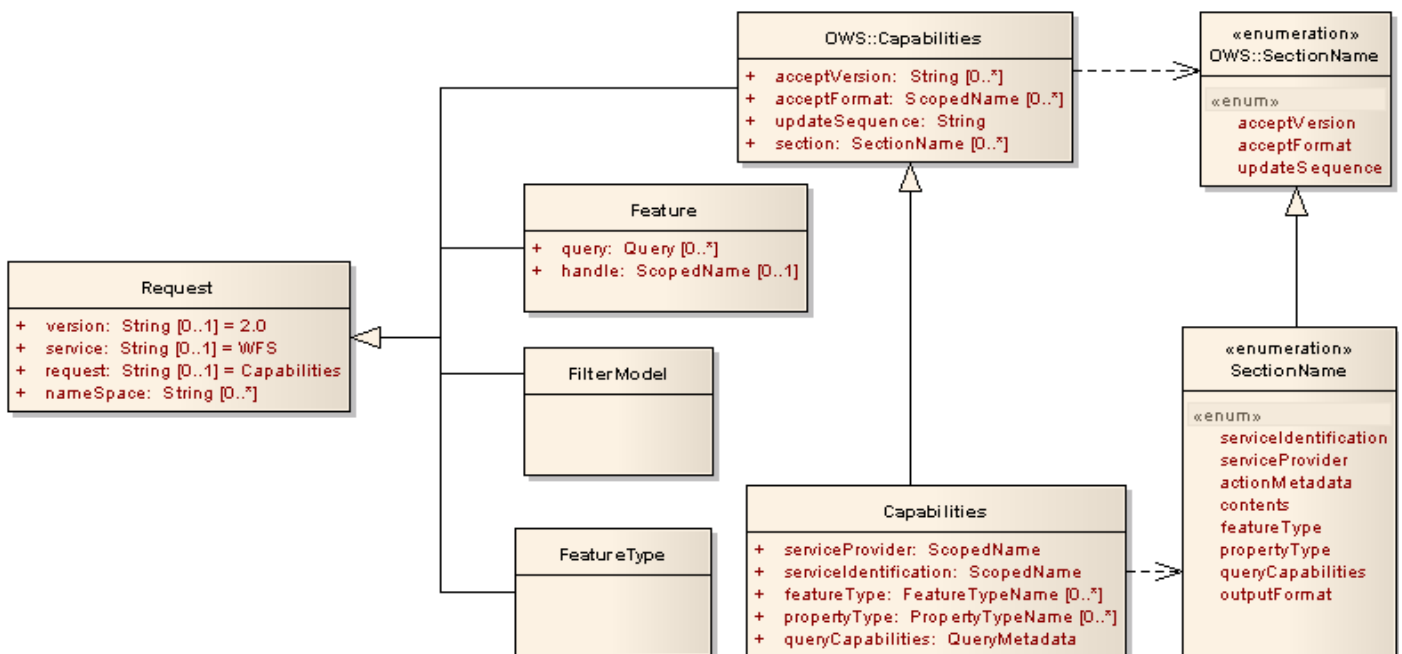 OWS::Capabilities
+ acceptVersion: String [0..*]
+ acceptFormat: ScopedName [0..*]
+ updateSequence: String
+ section: SectionName [0..*]
«enumeration»
OWS::SectionName
«enum»
acceptVersion
acceptFormat
updateSequence
Feature
+ query: Query [0..*]
+ handle: ScopedName [0..1]
Request
+ version: String [0..1] = 2.0
+ service: String [0..1] = WFS
+ request: String [0..1] = Capabilities
+ nameSpace: String [0..*]
FilterModel
«enumeration»
SectionName
«enum»
serviceIdentification
serviceProvider
actionMetadata
contents
featureType
propertyType
queryCapabilities
outputFormat
FeatureType
Capabilities
+ serviceProvider: ScopedName
+ serviceIdentification: ScopedName
+ featureType: FeatureTypeName [0..*]
+ propertyType: PropertyTypeName [0..*]
+ queryCapabilities: QueryMetadata